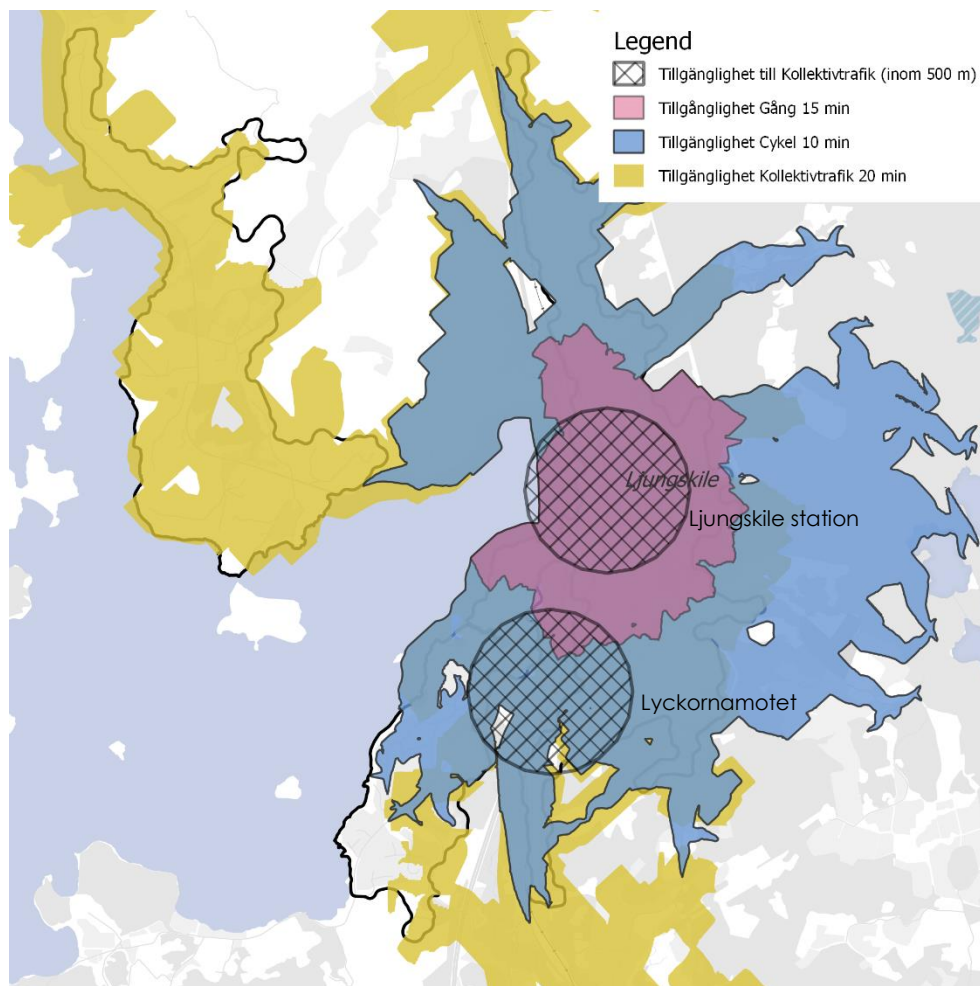 Legend
Tillgänglighet till Kollektivtrafik (inom 500 m)
Tillgånglighet Gång 15 min
Tillgänglighet Cykel 10 min
Tillgänglighet Kollektivtrafik 20 min
Ljungskile
Ljungskile station
Lyckornamotet